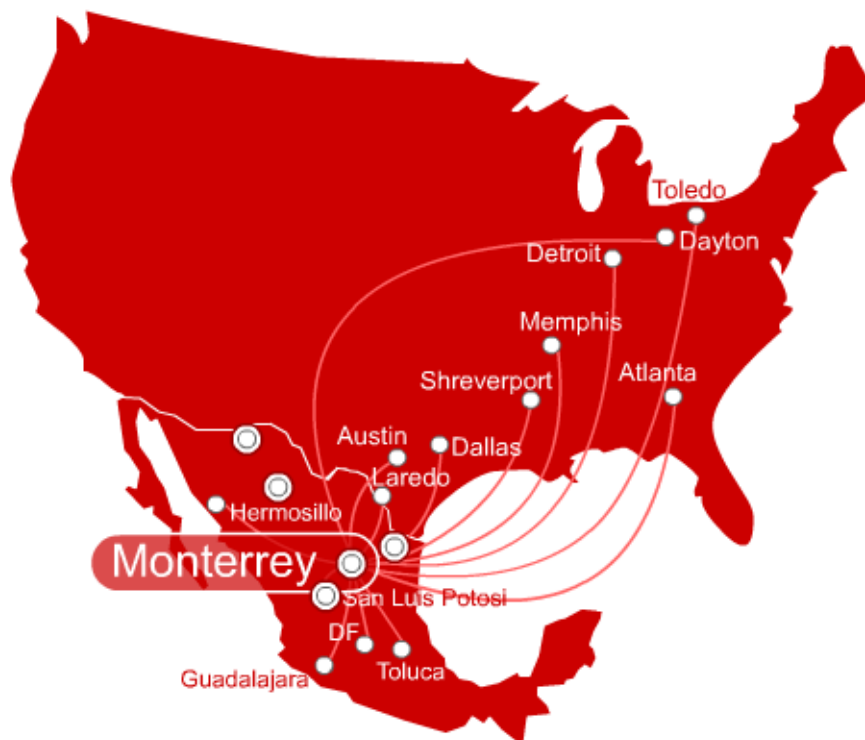 Toledo
Dayton
Detroit
Memphis
Atlanta
Shreverport
Austin
Dallas
Laredo
Hermosillo
Monterrey
San Luis Potosi
DF
Toluca
Guadalajara